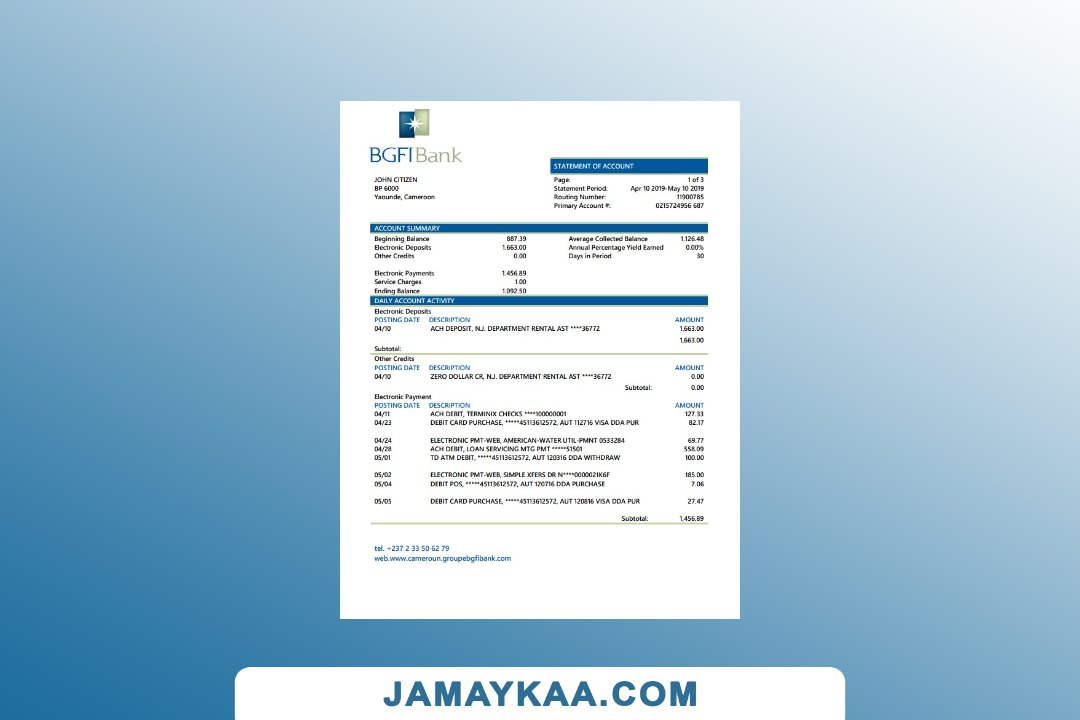 BGFIBank
STATEMENT OF ACCOUNT
JOHN CITIZEN
BP 6000
Yaounde, Cameroon
Page: 1 of 3
Statement Period: Apr 10 2019-May 10 2019
Routing Number: 11900785
Primary Account #: 0215724956 687
ACCOUNT SUMMARY
Beginning Balance 887.39 Average Collected Balance 1.126.48
Electronic Deposits 1.663.00 Annual Percentage Yield Earned 0.00%
Other Credits 0.00 Days in Period 30
Electronic Payments 1.456.89
Service Charges 1.00
Ending Balance 1.092.50
DAILY ACCOUNT ACTIVITY
Electronic Deposits
POSTING DATE DESCRIPTION AMOUNT
04/10 ACH DEPOSIT, N.J. DEPARTMENT RENTAL AST ****36772 1,663.00
1,663.00
Subtotal:
Other Credits
POSTING DATE DESCRIPTION AMOUNT
04/10 ZERO DOLLAR CR, N.J. DEPARTMENT RENTAL AST ****36772 0.00
Subtotal: 0.00
Electronic Payment
POSTING DATE DESCRIPTION AMOUNT
04/11 ACH DEBIT, TERMINIX CHECKS ****100000001 127.33
04/23 DEBIT CARD PURCHASE, *****45113612572, AUT 112716 VISA DDA PUR 82.17
04/24 ELECTRONIC PMT-WEB, AMERICAN-WATER UTIL-PMNT 0533284 69.77
04/28 ACH DEBIT, LOAN SERVICING MTG PMT *****51501 558.09
05/01 TD ATM DEBIT, *****45113612572, AUT 120316 DDA WITHDRAW 100.00
05/02 ELECTRONIC PMT-WEB, SIMPLE XFERS DR N****0000021K6F 185.00
05/04 DEBIT POS, *****45113612572, AUT 120716 DDA PURCHASE 7.06
05/05 DEBIT CARD PURCHASE, *****45113612572, AUT 120816 VISA DDA PUR 27.47
Subtotal: 1,456.89
tel. +237 2 33 50 62 79
web.www.cameroun.groupebgfibank.com
JAMAYKAA.COM